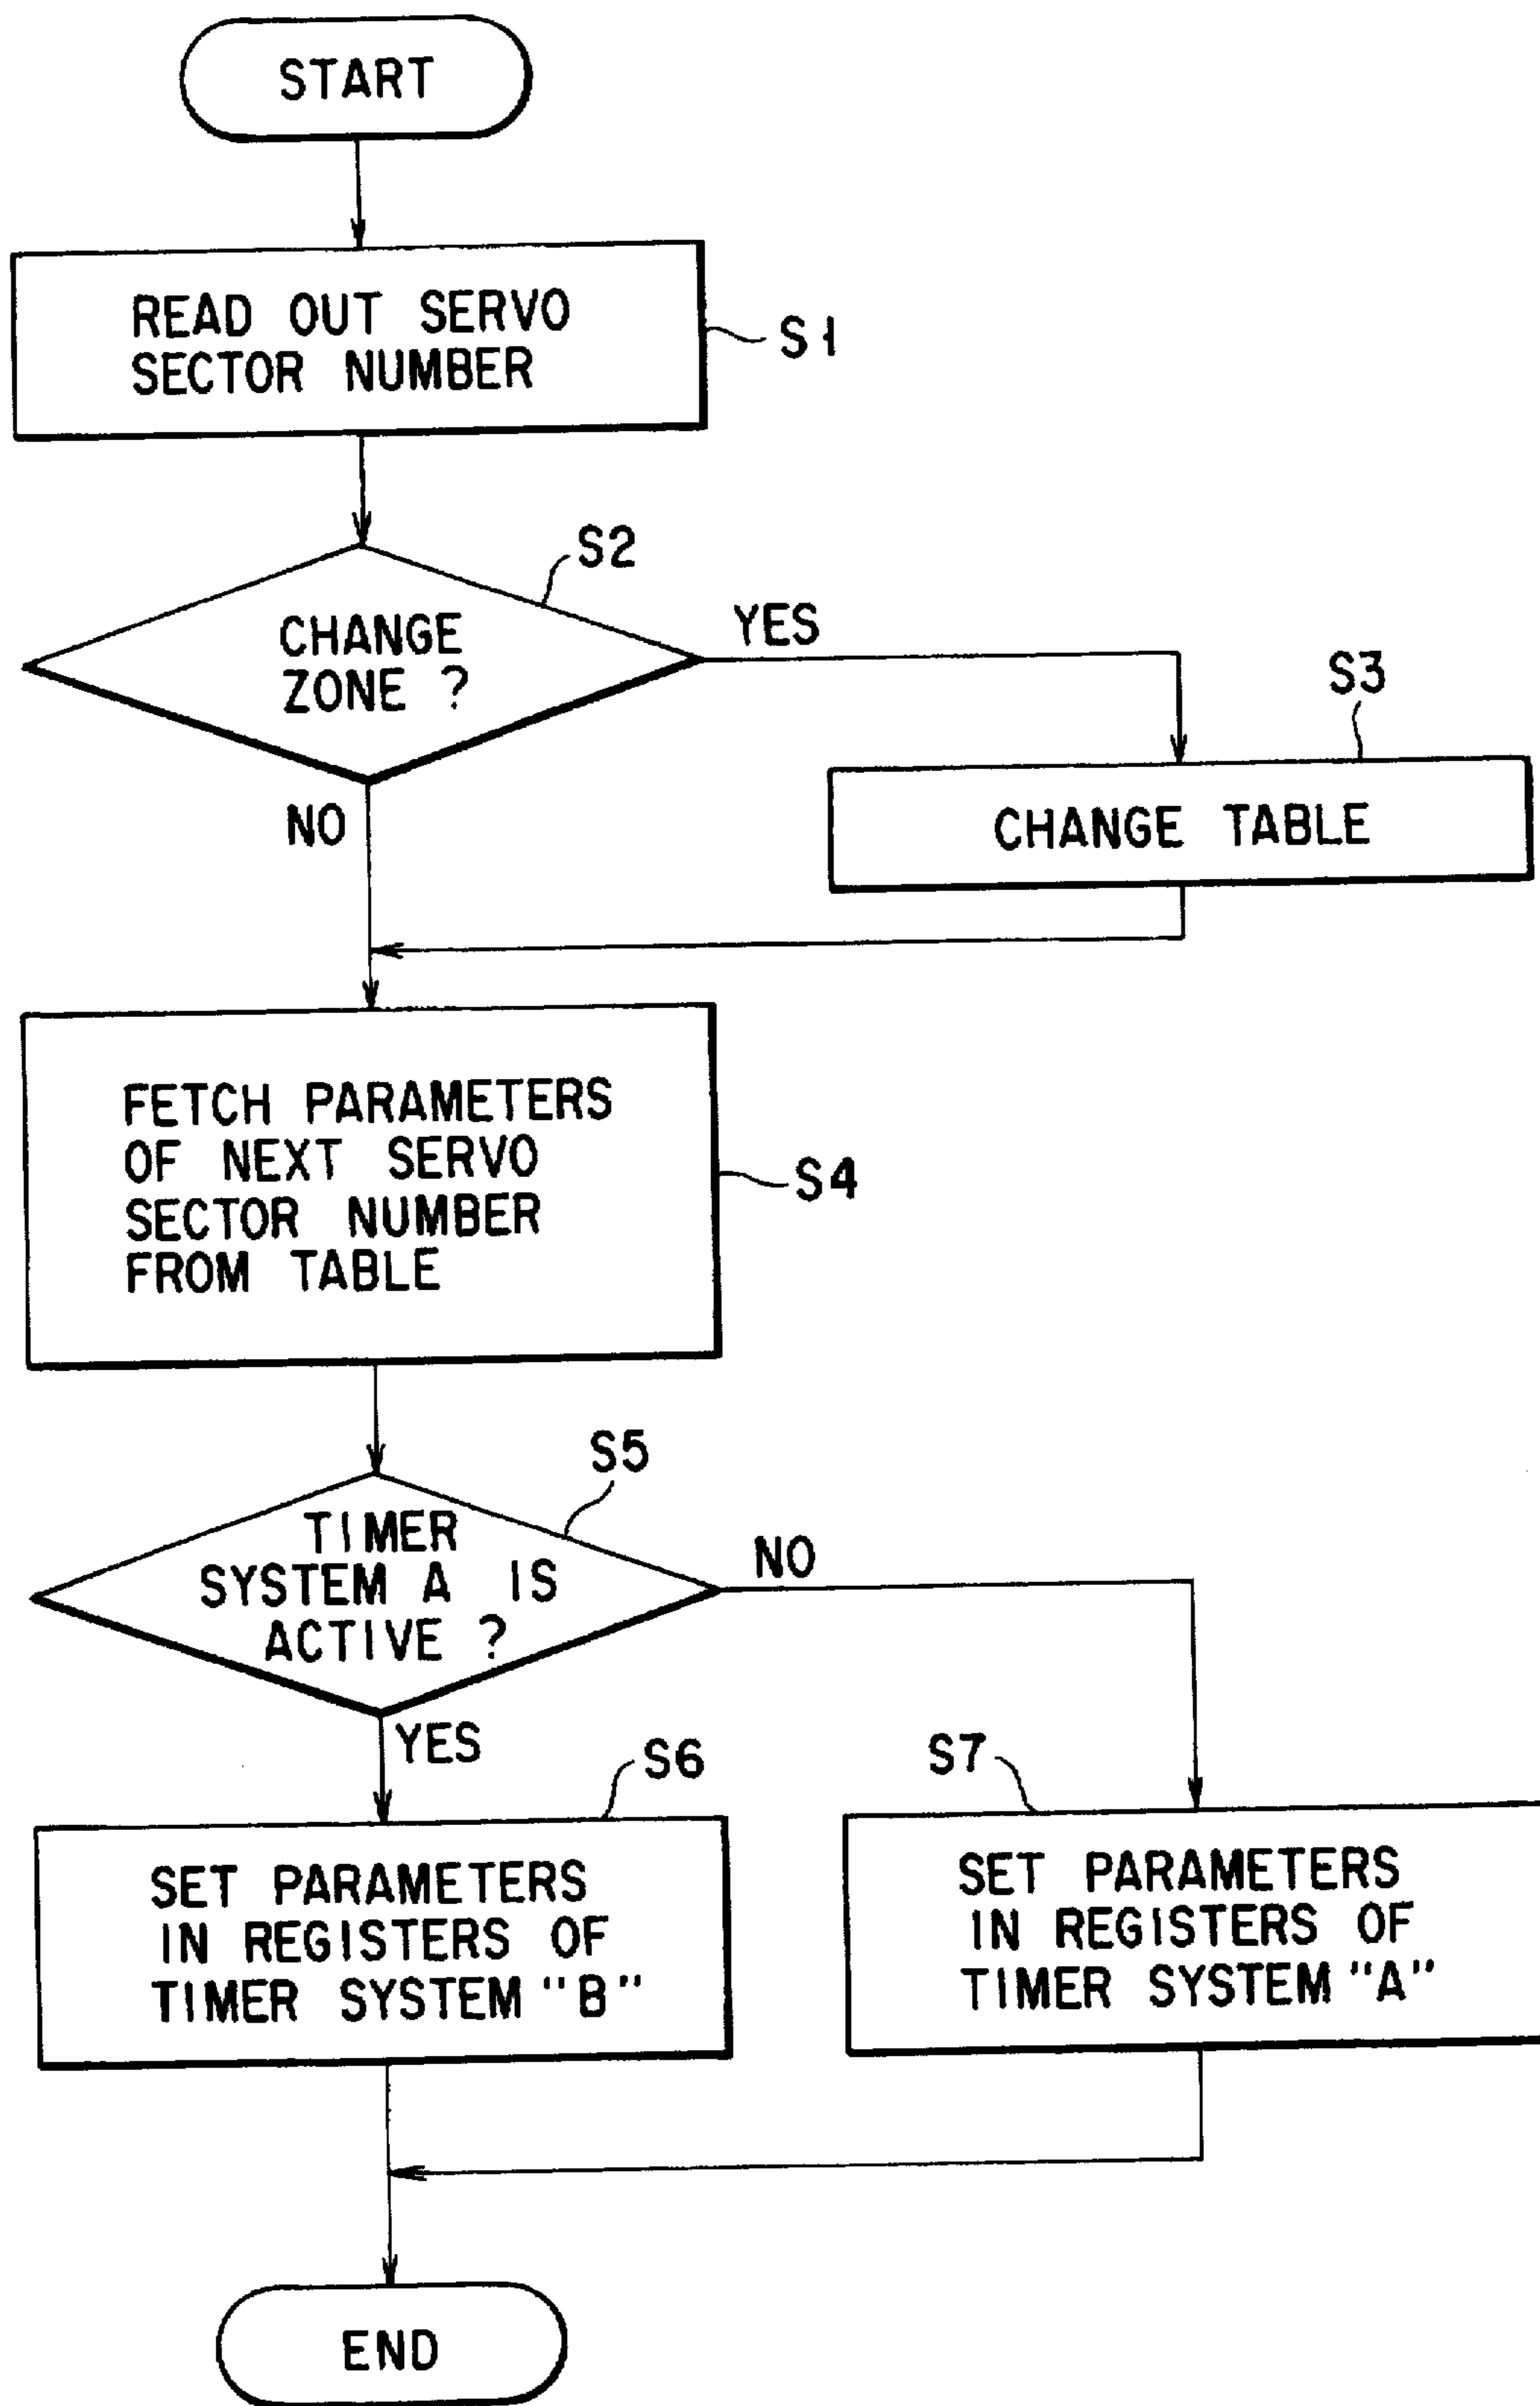 START
READ OUT SERVO
SECTOR NUMBER
S1
S2
CHANGE
ZONE ?
YES
NO
S3
CHANGE TABLE
FETCH PARAMETERS
OF NEXT SERVO
SECTOR NUMBER
FROM TABLE
S4
S5
TIMER
SYSTEM A IS
ACTIVE ?
NO
YES
S6
SET PARAMETERS
IN REGISTERS OF
TIMER SYSTEM "B"
S7
SET PARAMETERS
IN REGISTERS OF
TIMER SYSTEM "A"
END